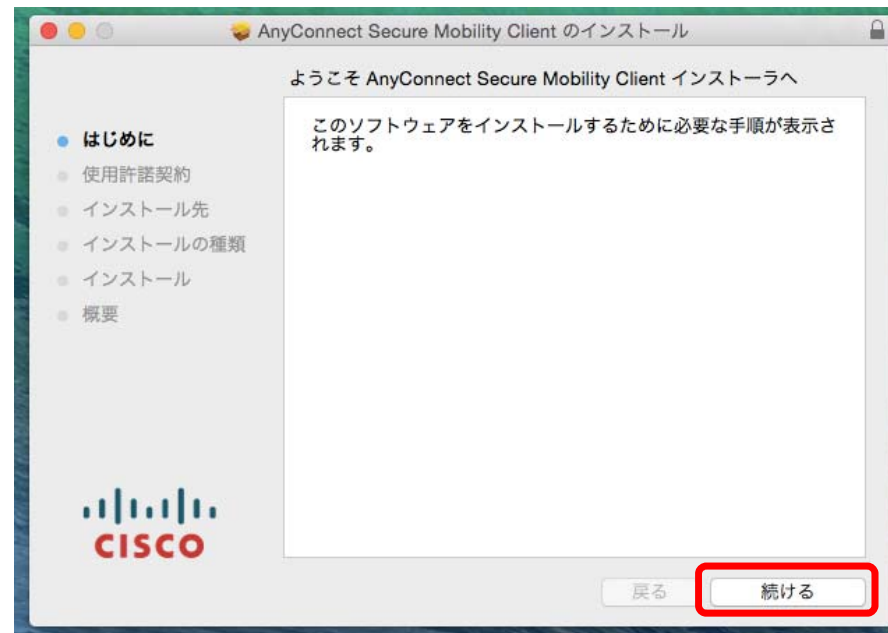 AnyConnect Secure Mobility Client のインストール
ようこそ AnyConnect Secure Mobility Client インストーラへ
はじめに
使用許諾契約
インストール先
インストールの種類
インストール
概要
このソフトウェアをインストールするために必要な手順が表示さ
れます。
CISCO
戻る
続ける